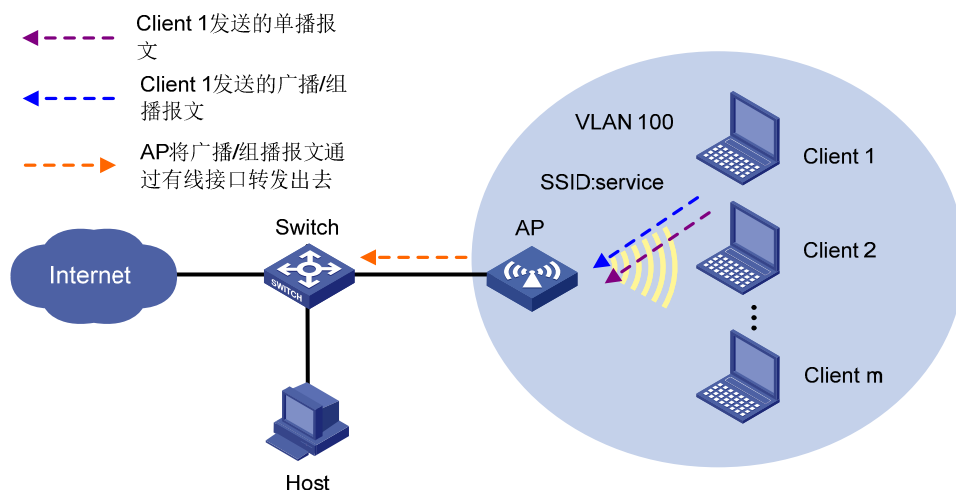 Client 1发送的单播报
文
Client 1发送的广播/组
播报文
AP将广播/组播报文通
过有线接口转发出去
VLAN 100
Client 1
SSID:service
Switch
AP
Client 2
Internet
SWITCH
Client m
Host